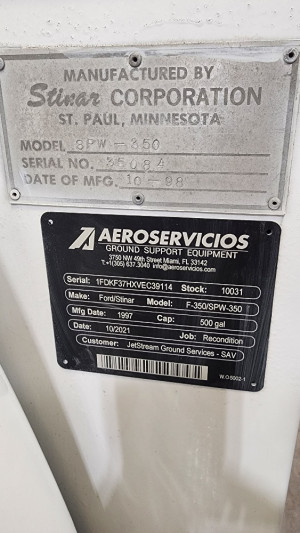 MANUFACTURED BY
Stinar CORPORATION
ST. PAUL, MINNESOTA
MODEL SPW-350
SERIAL NO. 35084
DATE OF MFG. 10-98
AEROSERVICIOS
GROUND SUPPORT EQUIPMENT
3750 NW 49th Street Miami, FL 33142
T.+1(305) 637.3040 info@aeroservicios.com
Serial: 1FDKF37HXVEC39114 Stock: 10031
Make: Ford/Stinar Model: F-350/SPW-350
Mfg Date: 1997 Cap: 500 gal
Date: 10/2021 Job: Recondition
Customer: JetStream Ground Services - SAV
W.O 5002-1